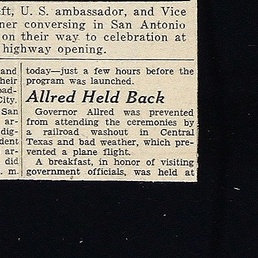 ft, U. S. ambassador, and Vice
ner conversing in San Antonio
on their way to celebration at
highway opening.
and
heir
oad-
City.
San
ar-
dig-
dent
ar-
did
m.
today—just a few hours before the
program was launched.
Allred Held Back
Governor Allred was prevented
from attending the ceremonies by
a railroad washout in Central
Texas and bad weather, which pre-
vented a plane flight.
A breakfast, in honor of visiting
government officials, was held at